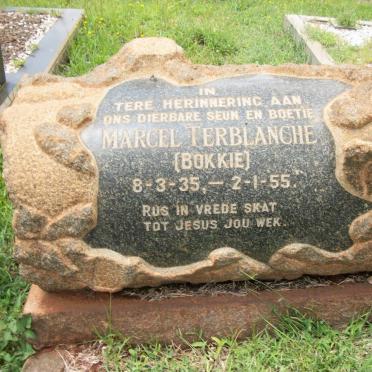 IN
TERE HERINNERING AAN
ONS DIERBARE SEUN EN BOETIE
MARCEL TERBLANCHE
(BOKKIE)
8-3-35,—2-1-55.
RUS IN VREDE SKAT
TOT JESUS JOU WEK.